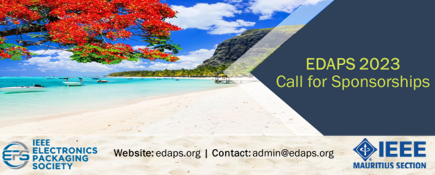 EDAPS 2023
Call for Sponsorships
EPS
IEEE
ELECTRONICS
PACKAGING
SOCIETY
Website: edaps.org | Contact: admin@edaps.org
IEEE
MAURITIUS SECTION